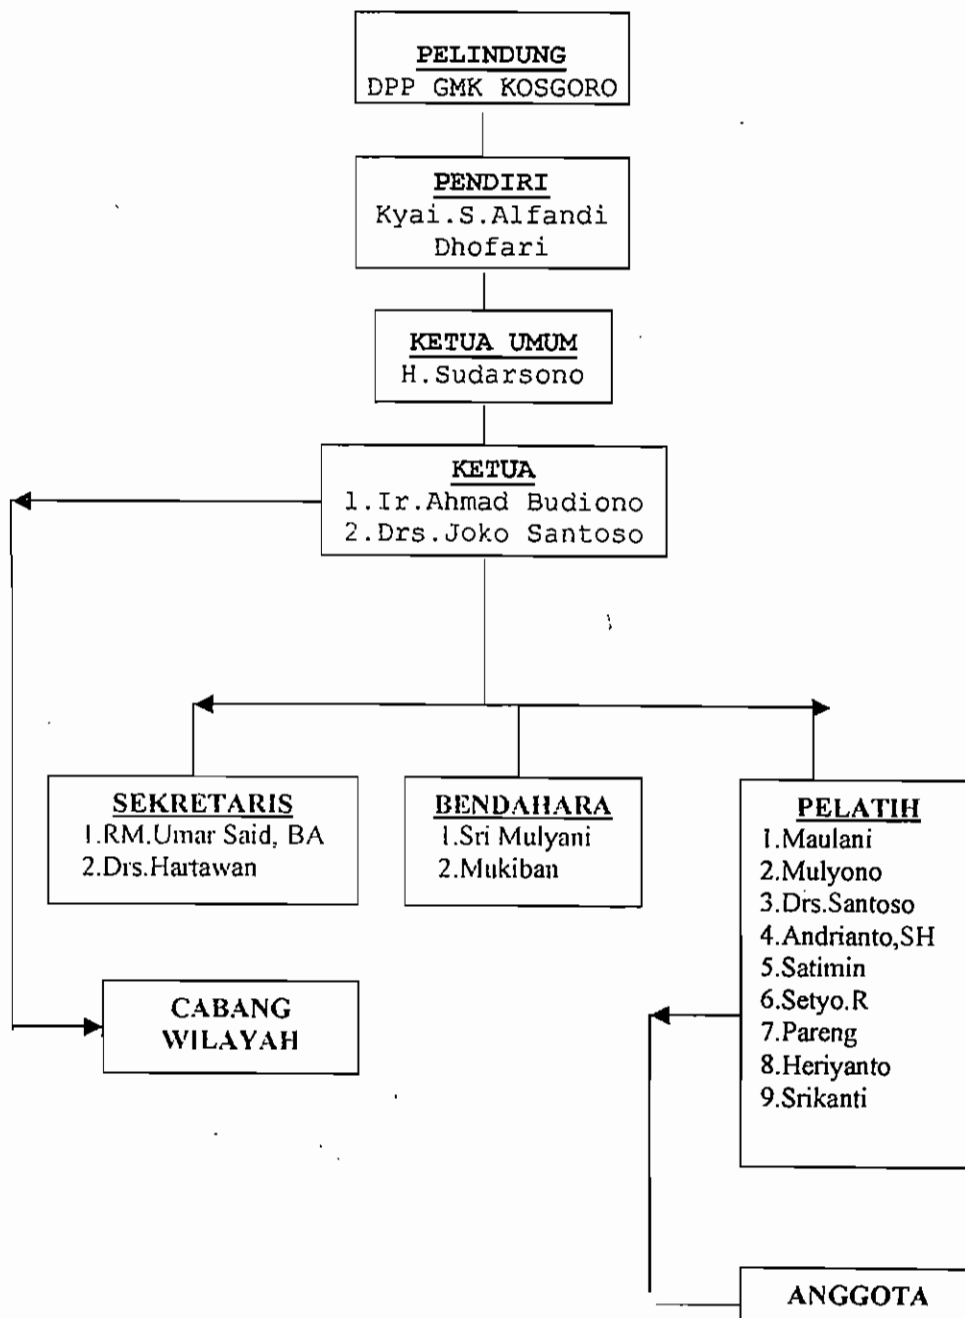 PELINDUNG
DPP GMK KOSGORO
PENDIRI
Kyai.S.Alfandi
Dhofari
KETUA UMUM
H.Sudarsono
KETUA
1.Ir.Ahmad Budiono
2.Drs.Joko Santoso
SEKRETARIS
1.RM.Umar Said, BA
2.Drs.Hartawan
BENDAHARA
1.Sri Mulyani
2.Mukiban
PELATIH
1.Maulani
2.Mulyono
3.Drs.Santoso
4.Andrianto,SH
5.Satimin
6.Setyo.R
7.Pareng
8.Heriyanto
9.Srikanti
CABANG
WILAYAH
ANGGOTA